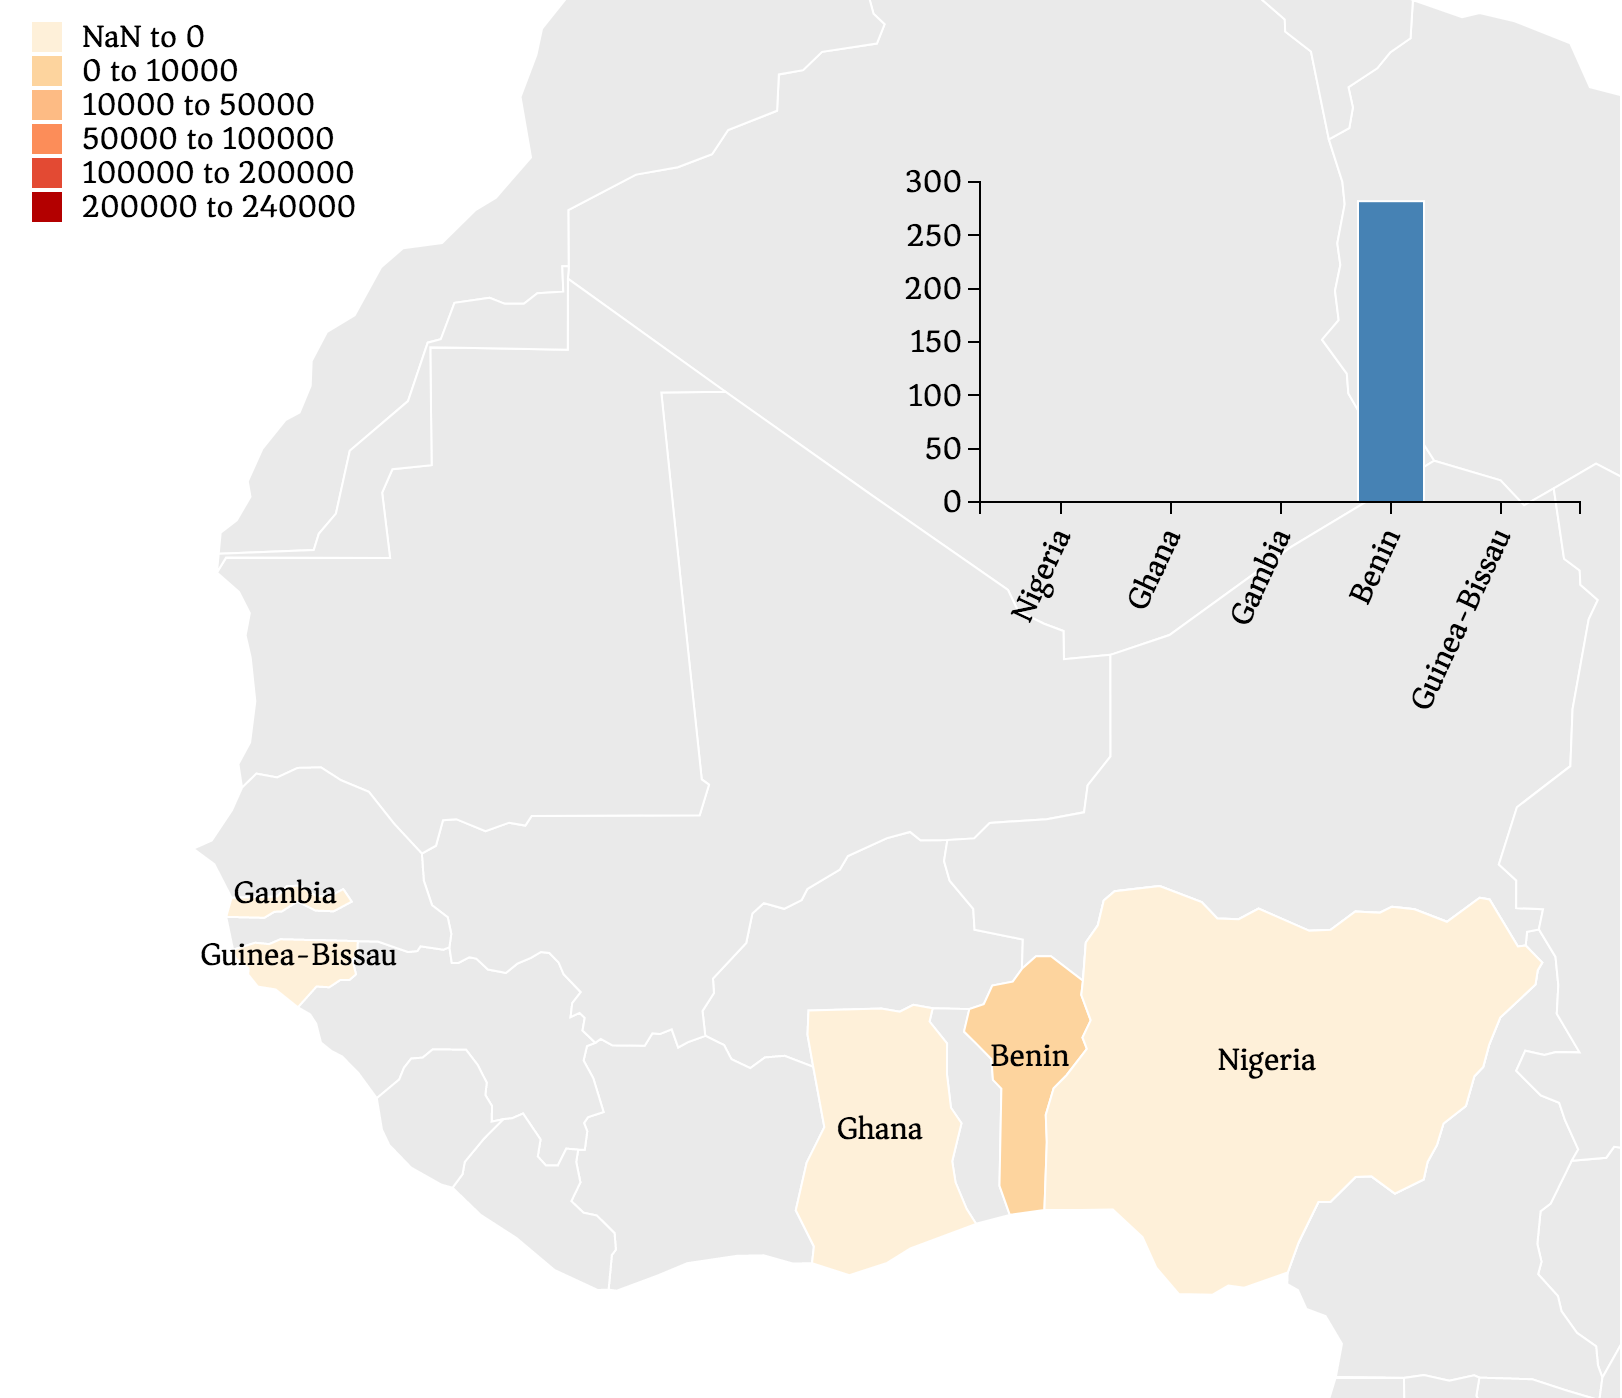 NaN to 0
0 to 10000
10000 to 50000
50000 to 100000
100000 to 200000
200000 to 240000
300
250
200
150
100
50
0
Nigeria
Ghana
Gambia
Benin
Guinea-Bissau
Gambia
Guinea-Bissau
Benin
Nigeria
Ghana